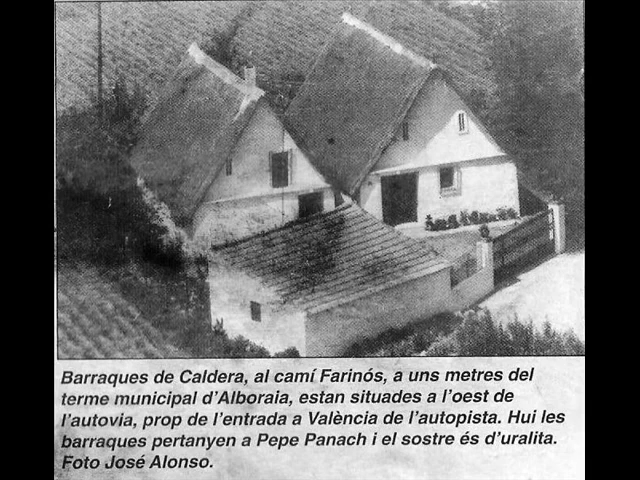 Barraques de Caldera, al camí Farinós, a uns metres del
terme municipal d'Alboraia, estan situades a l'oest de
l'autovia, prop de l'entrada a València de l'autopista. Hui les
barraques pertanyen a Pepe Panach i el sostre és d'uralita.
Foto José Alonso.